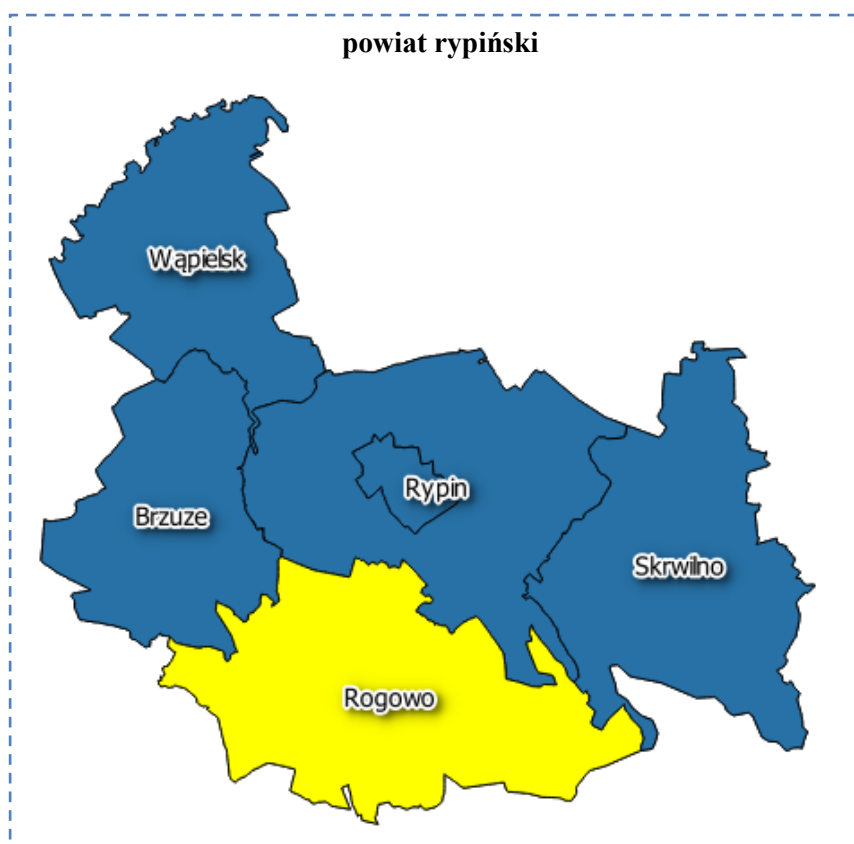 powiat rypiński
Wąpielsk
Rypin
Brzuze
Skrwilno
Rogowo